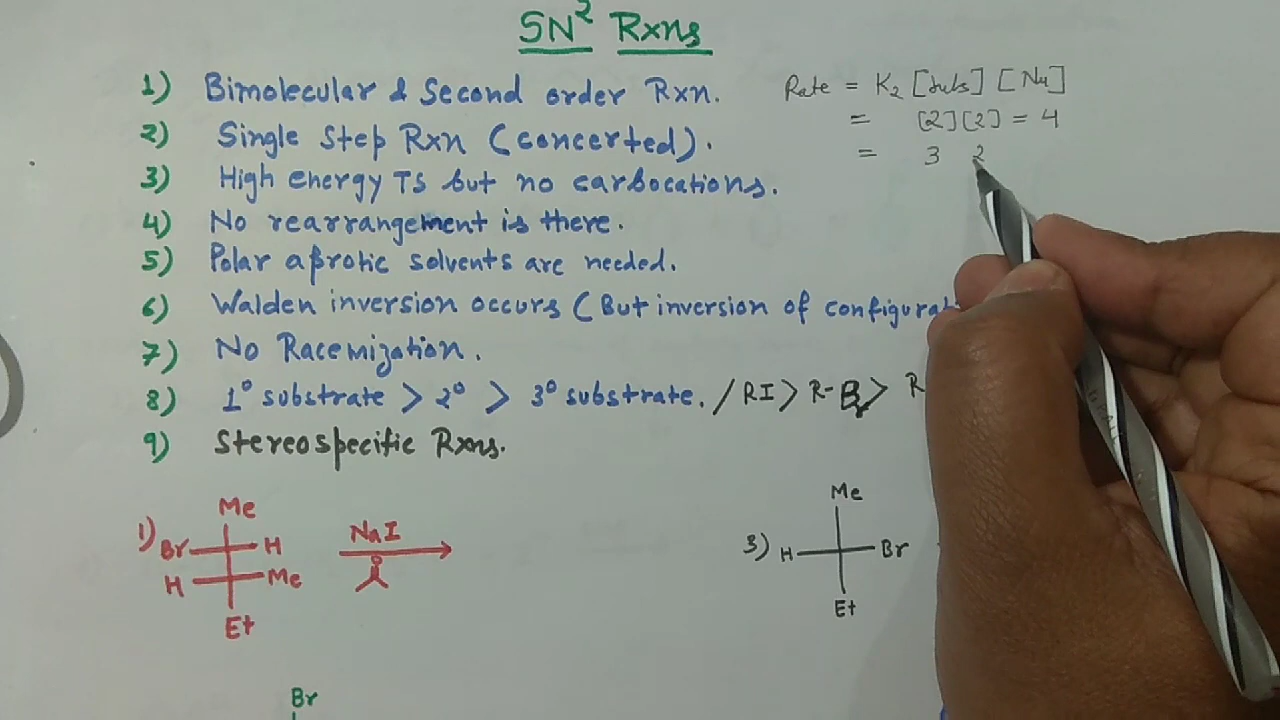 SN² Rxns
1) Bimolecular & Second order Rxn.
Rate = K₂ [subs] [Nu]
= [2][2] = 4
2) Single Step Rxn (concerted).
= 3 2
3) High energy TS but no carbocations.
4) No rearrangement is there.
5) Polar aprotic solvents are needed.
6) Walden inversion occurs (But inversion of configurat
7) No Racemization.
8) 1° substrate > 2° > 3° substrate. / RI > R-Br > R
9) Stereospecific Rxns.
1) Me
Br H
H Me
Et
NaI
3) Me
H Br
Et
Br